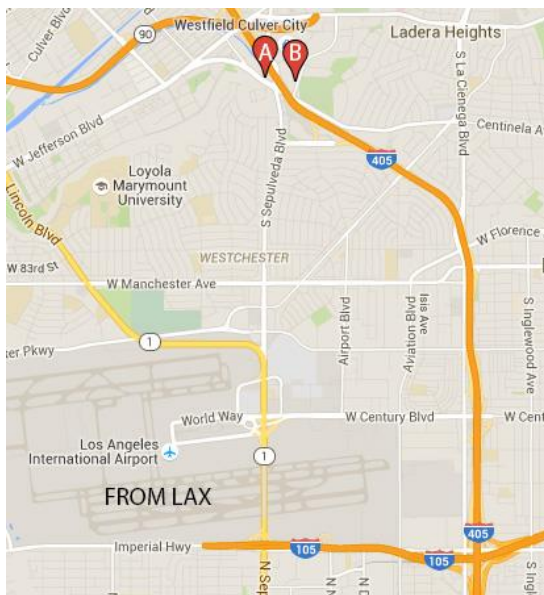 Westfield Culver City
Culver Blvd
90
A
B
Ladera Heights
S La Cienega Blvd
W Jefferson Blvd
Centinela A
405
Loyola
Marymount
University
S Sepulveda Blvd
Lincoln Blvd
WESTCHESTER
W Florence
W 83rd St
W Manchester Ave
Airport Blvd
Isis Ave
Aviation Blvd
S Inglewood Ave
ter Pkwy
1
World Way
W Century Blvd
W Cent
Los Angeles
International Airport
1
FROM LAX
405
Imperial Hwy
105
105
N Sep
N N
N D